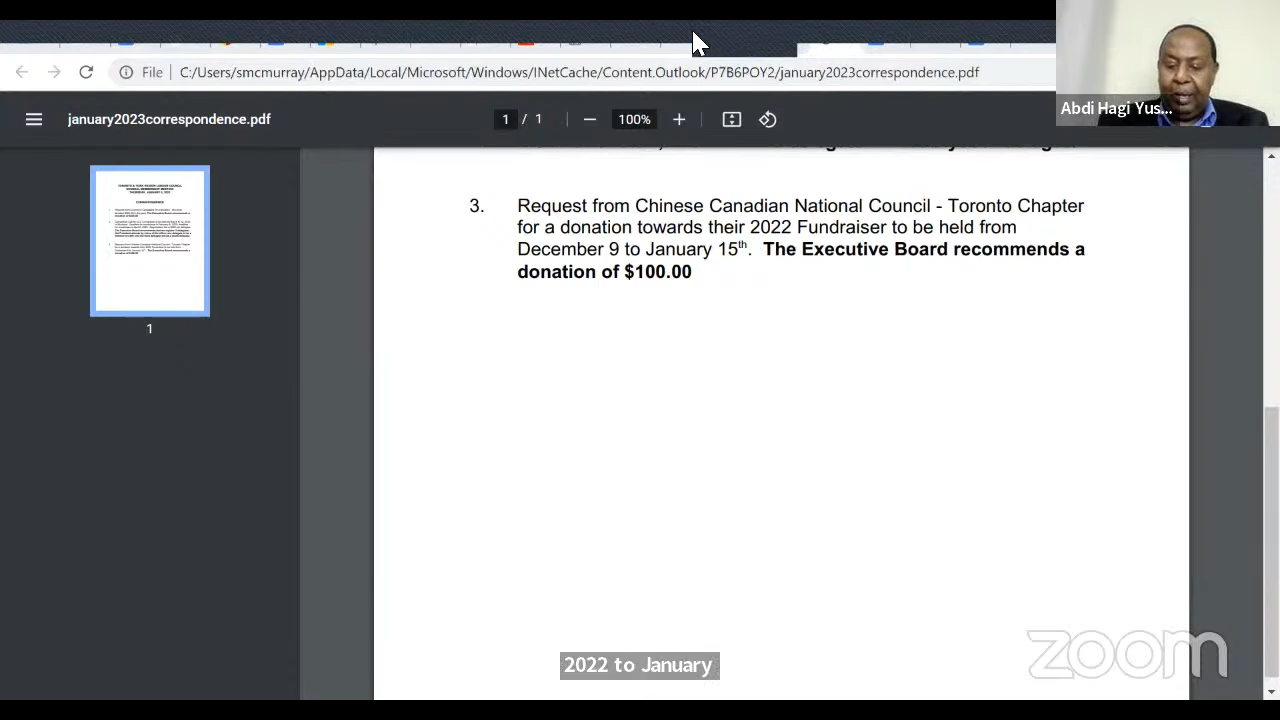 File C:/Users/smcmurray/AppData/Local/Microsoft/Windows/INetCache/Content.Outlook/P7B6POY2/january2023correspondence.pdf
Abdi Hagi Yus...
january2023correspondence.pdf
1 / 1
100%
3. Request from Chinese Canadian National Council - Toronto Chapter
for a donation towards their 2022 Fundraiser to be held from
December 9 to January 15th. The Executive Board recommends a
donation of $100.00
1
2022 to January
zoom